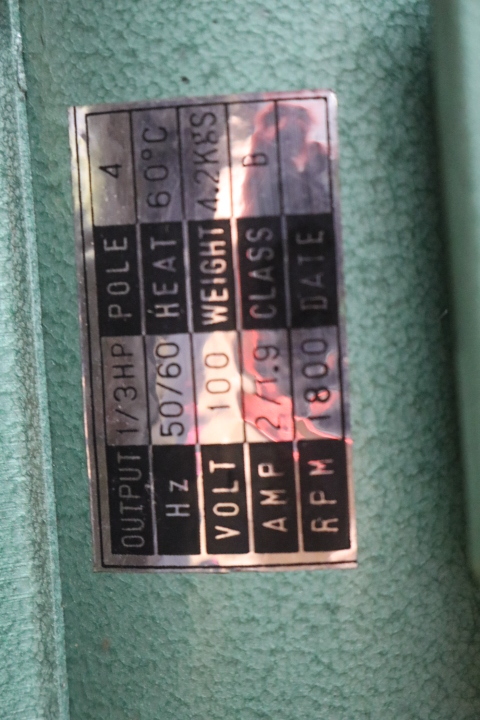 OUTPUT 1/3HP POLE 4
Hz 50/60 HEAT 60°C
VOLT 100 WEIGHT 4.2KGS
AMP 2/1.9 CLASS B
RPM 1800 DATE